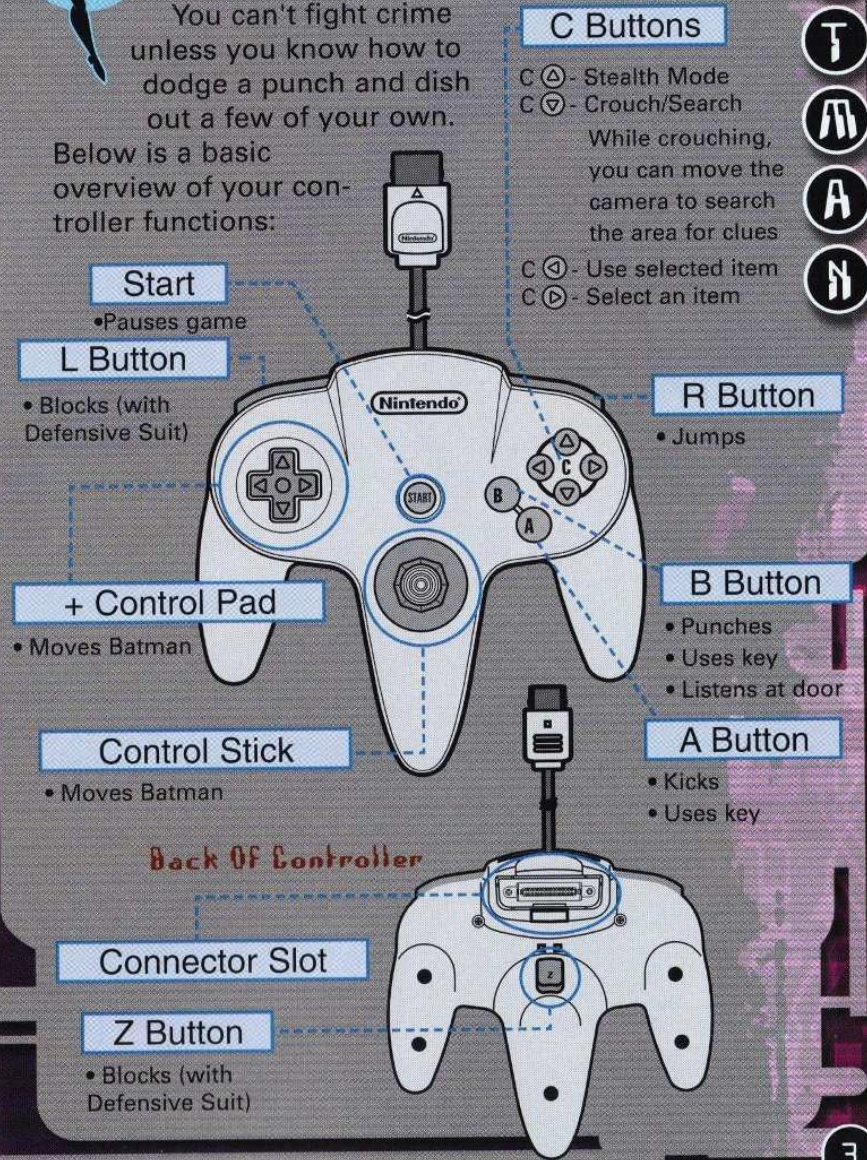 You can't fight crime
unless you know how to
dodge a punch and dish
out a few of your own.
Below is a basic
overview of your con-
troller functions:
C Buttons
C △ - Stealth Mode
C ▽ - Crouch/Search
While crouching,
you can move the
camera to search
the area for clues
C ◁ - Use selected item
C ▷ - Select an item
T
M
A
N
Nintendo
Start
•Pauses game
L Button
• Blocks (with
Defensive Suit)
Nintendo
R Button
• Jumps
C
START
B
A
+ Control Pad
• Moves Batman
B Button
• Punches
• Uses key
• Listens at door
Control Stick
• Moves Batman
A Button
• Kicks
• Uses key
Back Of Controller
Connector Slot
Z
Z Button
• Blocks (with
Defensive Suit)
3